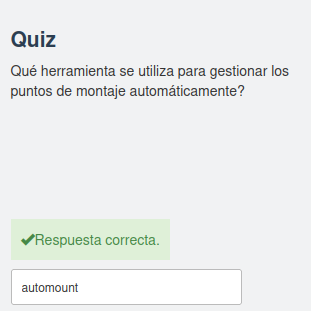 Quiz
Qué herramienta se utiliza para gestionar los
puntos de montaje automáticamente?
Respuesta correcta.
automount